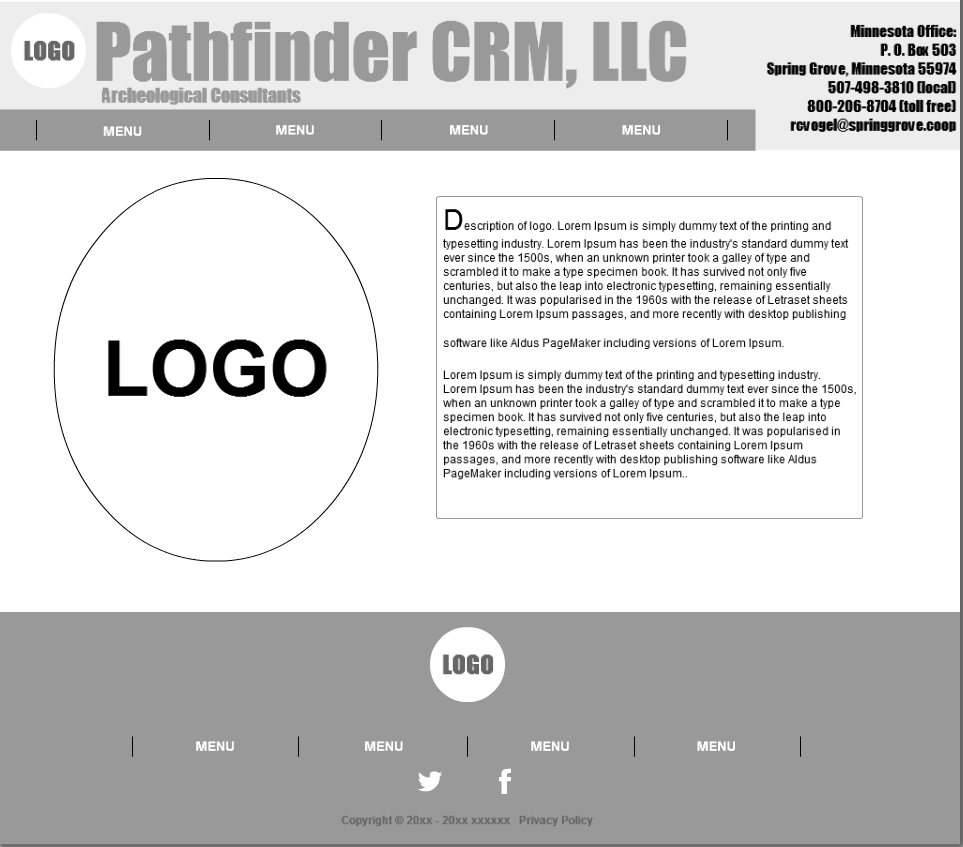 LOGO
Pathfinder CRM, LLC
Archeological Consultants
Minnesota Office:
P. O. Box 503
Spring Grove, Minnesota 55974
507-498-3810 (local)
800-206-8704 (toll free)
rcvogel@springgrove.coop
MENU MENU MENU MENU
LOGO
Description of logo. Lorem Ipsum is simply dummy text of the printing and
typesetting industry. Lorem Ipsum has been the industry's standard dummy text
ever since the 1500s, when an unknown printer took a galley of type and
scrambled it to make a type specimen book. It has survived not only five
centuries, but also the leap into electronic typesetting, remaining essentially
unchanged. It was popularised in the 1960s with the release of Letraset sheets
containing Lorem Ipsum passages, and more recently with desktop publishing
software like Aldus PageMaker including versions of Lorem Ipsum.
Lorem Ipsum is simply dummy text of the printing and typesetting industry.
Lorem Ipsum has been the industry's standard dummy text ever since the 1500s,
when an unknown printer took a galley of type and scrambled it to make a type
specimen book. It has survived not only five centuries, but also the leap into
electronic typesetting, remaining essentially unchanged. It was popularised in
the 1960s with the release of Letraset sheets containing Lorem Ipsum
passages, and more recently with desktop publishing software like Aldus
PageMaker including versions of Lorem Ipsum..
LOGO
MENU MENU MENU MENU
Copyright © 20xx - 20xx xxxxxx Privacy Policy